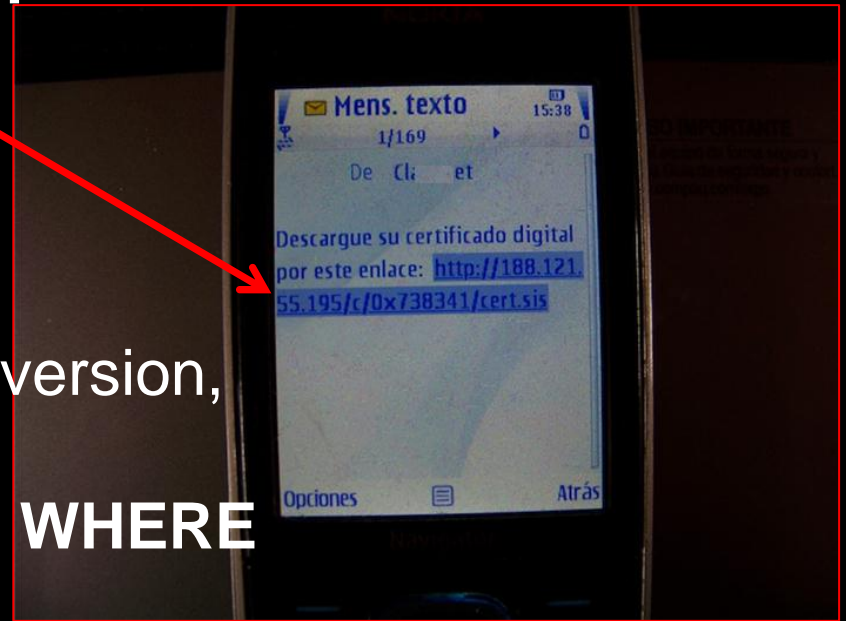 Mens. texto
15:38
1/169
De Cl et
Descargue su certificado digital
por este enlace: http://188.121.
55.195/c/0x738341/cert.sis
version,
Opciones
Atrás
WHERE